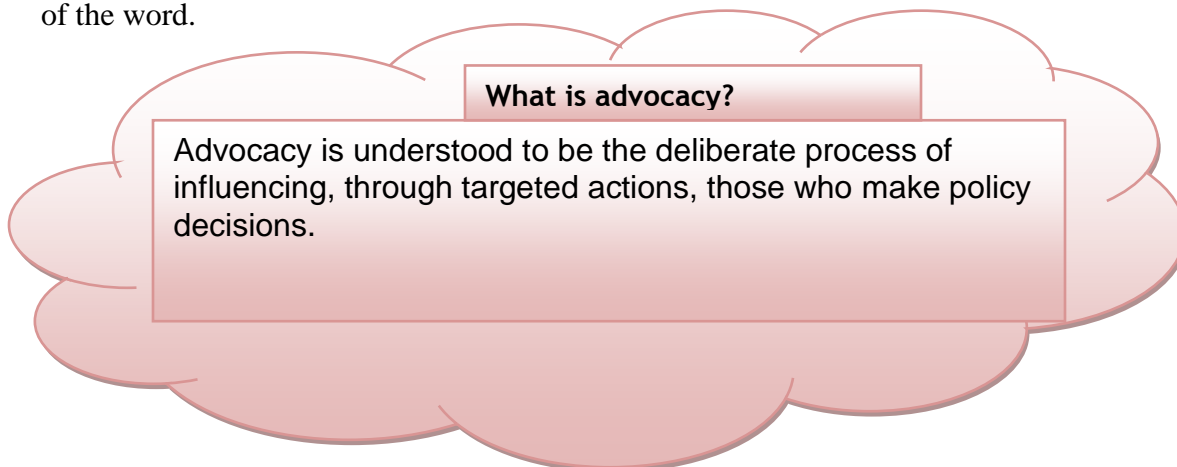 of the word.
What is advocacy?
Advocacy is understood to be the deliberate process of
influencing, through targeted actions, those who make policy
decisions.